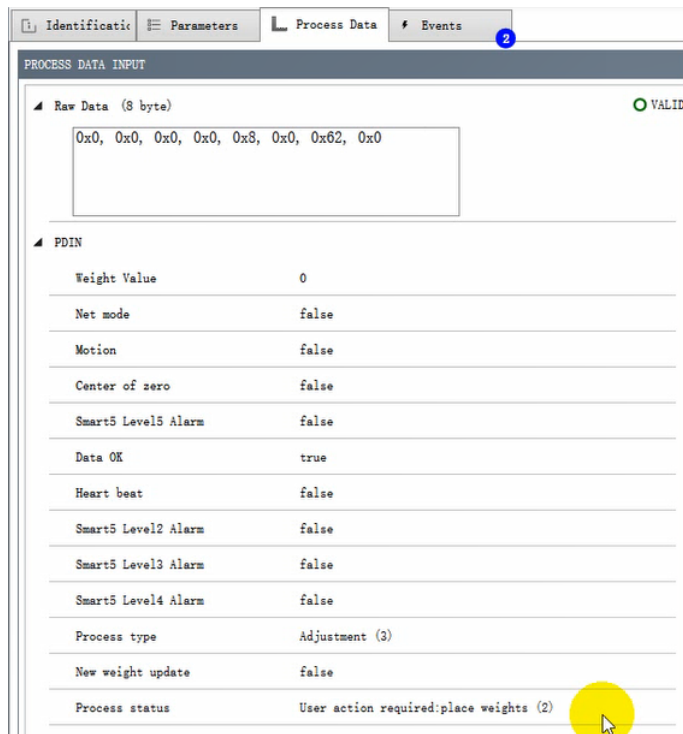 Identificatic Parameters Process Data Events
2
PROCESS DATA INPUT
Raw Data (8 byte) VALID
0x0, 0x0, 0x0, 0x0, 0x8, 0x0, 0x62, 0x0
PDIN
Weight Value 0
Net mode false
Motion false
Center of zero false
Smart5 Level5 Alarm false
Data OK true
Heart beat false
Smart5 Level2 Alarm false
Smart5 Level3 Alarm false
Smart5 Level4 Alarm false
Process type Adjustment (3)
New weight update false
Process status User action required:place weights (2)